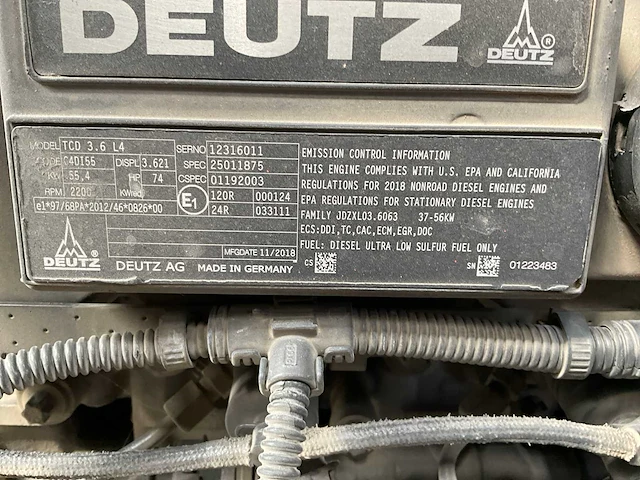 DEUTZ
DEUTZ ®
MODEL TCD 3.6 L4
CODE C4DI55 DISPL 3.621
KW 55,4 HP 74
RPM 2200 KWred
e1*97/68PA*2012/46*0826*00
SERNO 12316011
SPEC 25011875
CSPEC 01192003
E1 120R 000124
24R 033111
MFGDATE 11/2018
DEUTZ
DEUTZ AG MADE IN GERMANY
EMISSION CONTROL INFORMATION
THIS ENGINE COMPLIES WITH U.S. EPA AND CALIFORNIA
REGULATIONS FOR 2018 NONROAD DIESEL ENGINES AND
EPA REGULATIONS FOR STATIONARY DIESEL ENGINES
FAMILY JDZXL03.6063 37-56KW
ECS:DDI,TC,CAC,ECM,EGR,DOC
FUEL: DIESEL ULTRA LOW SULFUR FUEL ONLY
CS SN 01223483